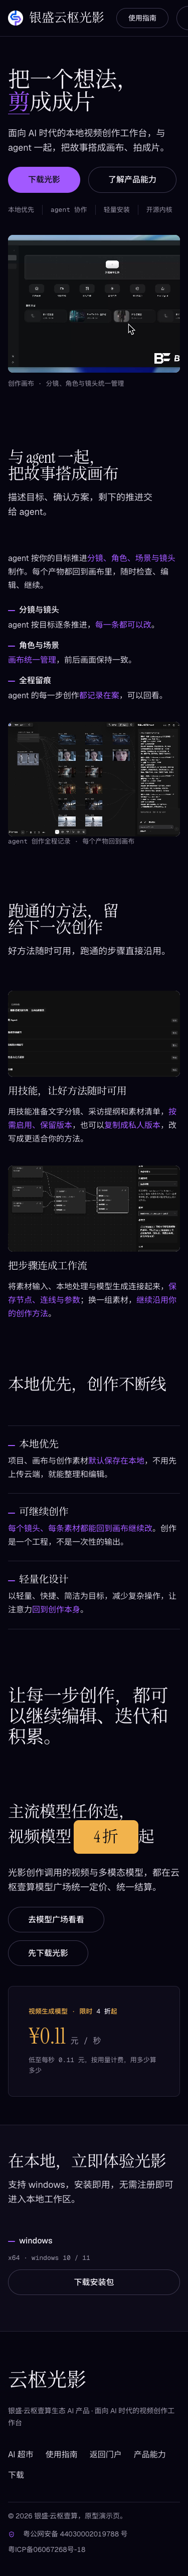 银盛云枢光影
使用指南
把一个想法，
剪成成片
面向 AI 时代的本地视频创作工作台，与
agent 一起，把故事搭成画布、拍成片。
下载光影
了解产品能力
本地优先
agent 协作
轻量安装
开源内核
创作画布 · 分镜、角色与镜头统一管理
与 agent 一起，
把故事搭成画布
描述目标、确认方案，剩下的推进交
给 agent。
agent 按你的目标推进分镜、角色、场景与镜头
制作。每个产物都回到画布里，随时检查、编
辑、继续。
分镜与镜头
agent 按目标逐条推进，每一条都可以改。
角色与场景
画布统一管理，前后画面保持一致。
全程留痕
agent 的每一步创作都记录在案，可以回看。
agent 创作全程记录 · 每个产物回到画布
跑通的方法，留
给下一次创作
好方法随时可用，跑通的步骤直接沿用。
用技能，让好方法随时可用
用技能准备文字分镜、采访提纲和素材清单，按
需启用、保留版本，也可以复制成私人版本，改
写成更适合你的方法。
把步骤连成工作流
将素材输入、本地处理与模型生成连接起来，保
存节点、连线与参数；换一组素材，继续沿用你
的创作方法。
本地优先，创作不断线
本地优先
项目、画布与创作素材默认保存在本地，不用先
上传云端，就能整理和编辑。
可继续创作
每个镜头、每条素材都能回到画布继续改。创作
是一个工程，不是一次性的输出。
轻量化设计
以轻量、快捷、简洁为目标，减少复杂操作，让
注意力回到创作本身。
让每一步创作，都可
以继续编辑、迭代和
积累。
主流模型任你选，
视频模型 4折 起
光影创作调用的视频与多模态模型，都在云
枢壹算模型广场统一定价、统一结算。
去模型广场看看
先下载光影
视频生成模型 · 限时 4 折起
¥0.11 元 / 秒
低至每秒 0.11 元，按用量计费，用多少算
多少
在本地，立即体验光影
支持 windows，安装即用，无需注册即可
进入本地工作区。
windows
x64 · windows 10 / 11
下载安装包
云枢光影
银盛·云枢壹算生态 AI 产品 · 面向 AI 时代的视频创作工
作台
AI 超市
使用指南
返回门户
产品能力
下载
© 2026 银盛·云枢壹算，原型演示页。
粤公网安备 44030002019788 号
粤ICP备06067268号-18